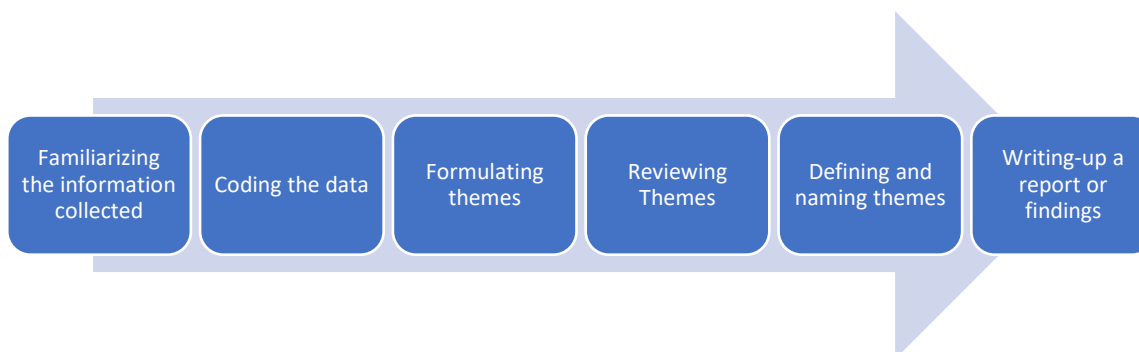 Familiarizing
the information
collected
Coding the data
Formulating
themes
Reviewing
Themes
Defining and
naming themes
Writing-up a
report or
findings